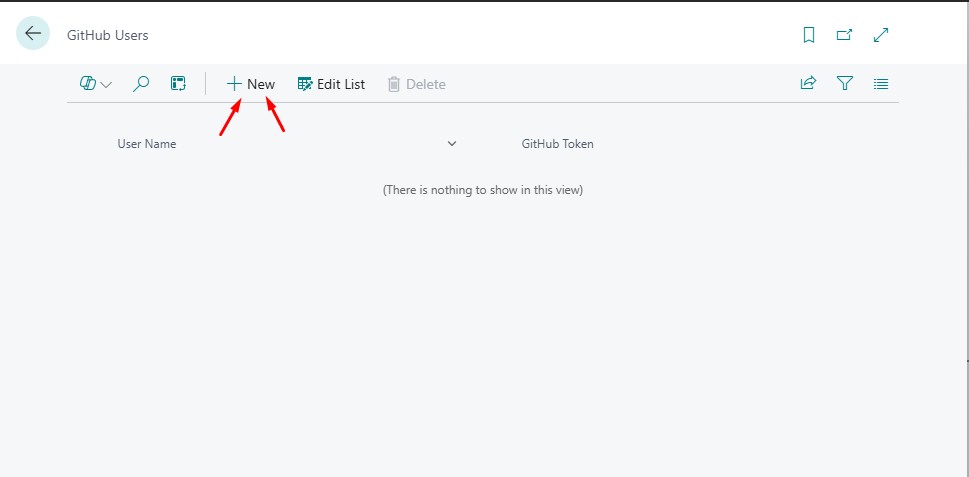 GitHub Users
New Edit List Delete
User Name GitHub Token
(There is nothing to show in this view)